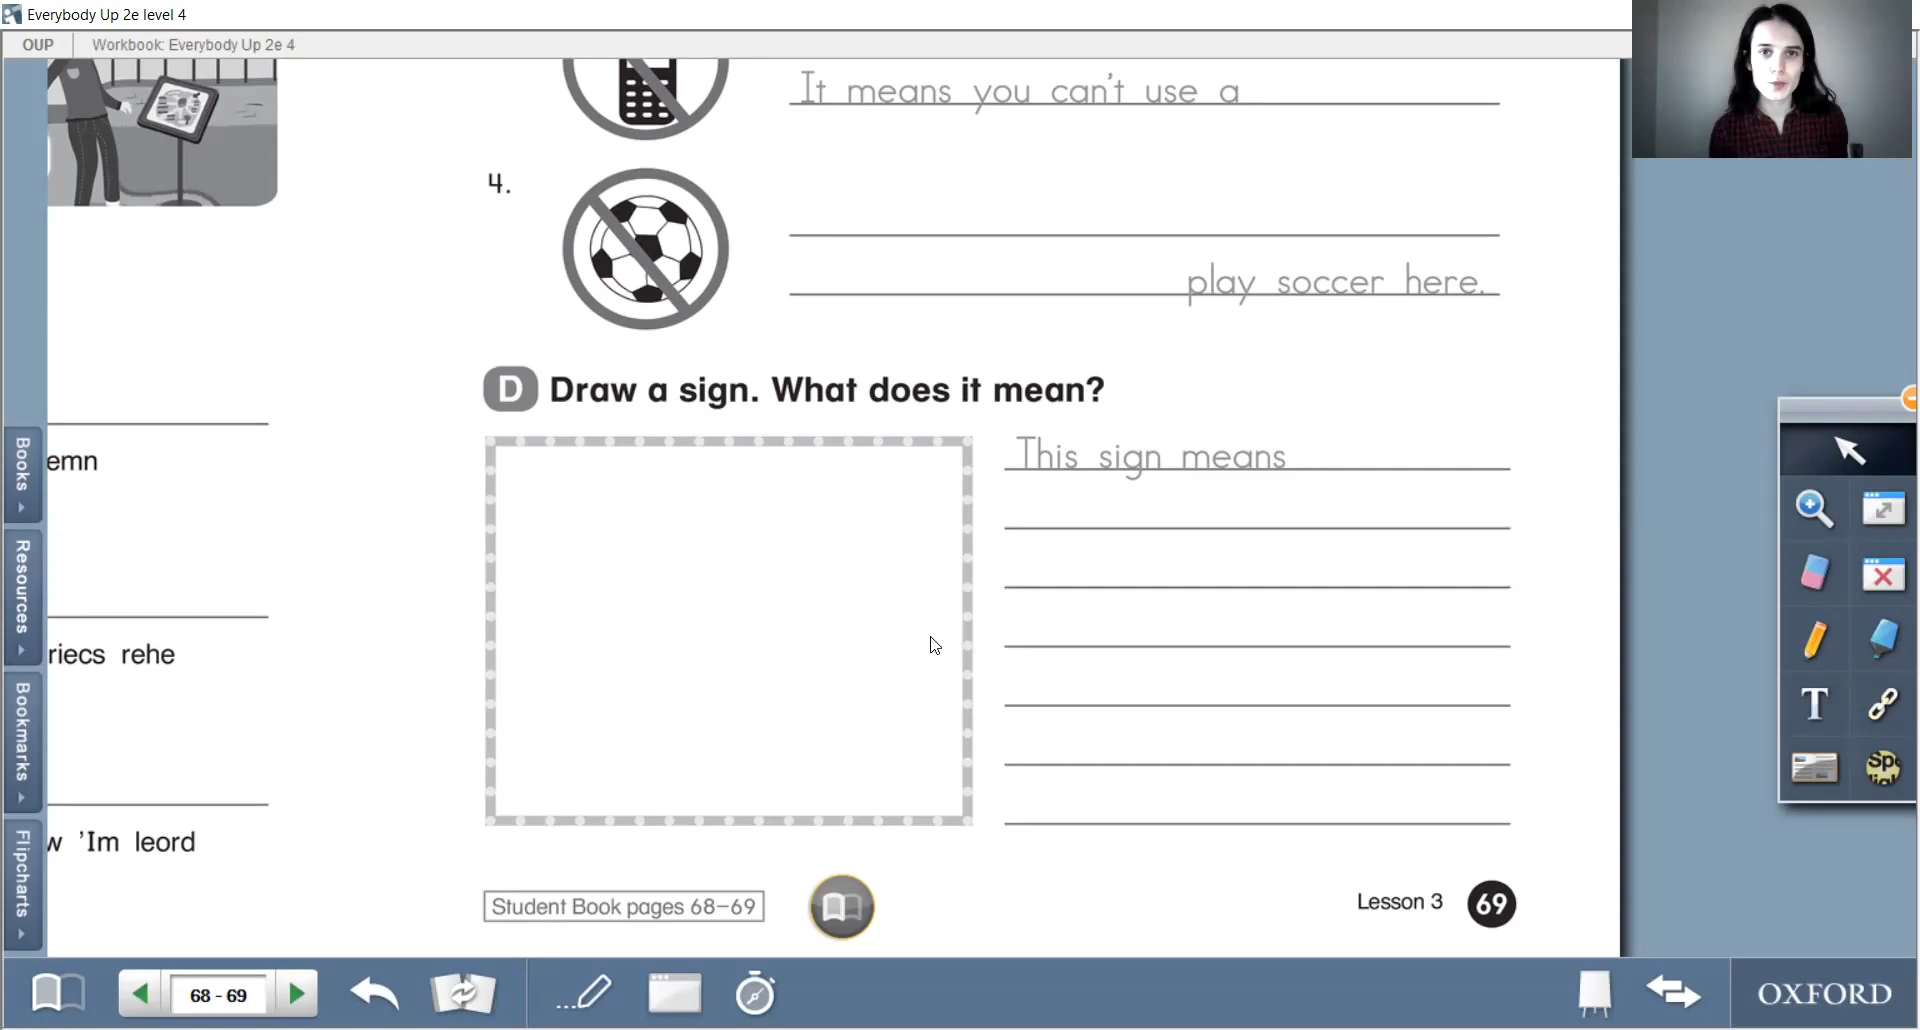 Everybody Up 2e level 4
OUP
Workbook: Everybody Up 2e 4
It means you can't use a
4.
play soccer here.
D Draw a sign. What does it mean?
This sign means
emn
riecs rehe
w 'Im leord
Books
Resources
Bookmarks
Flipcharts
T
Student Book pages 68–69
Lesson 3
69
68 - 69
OXFORD